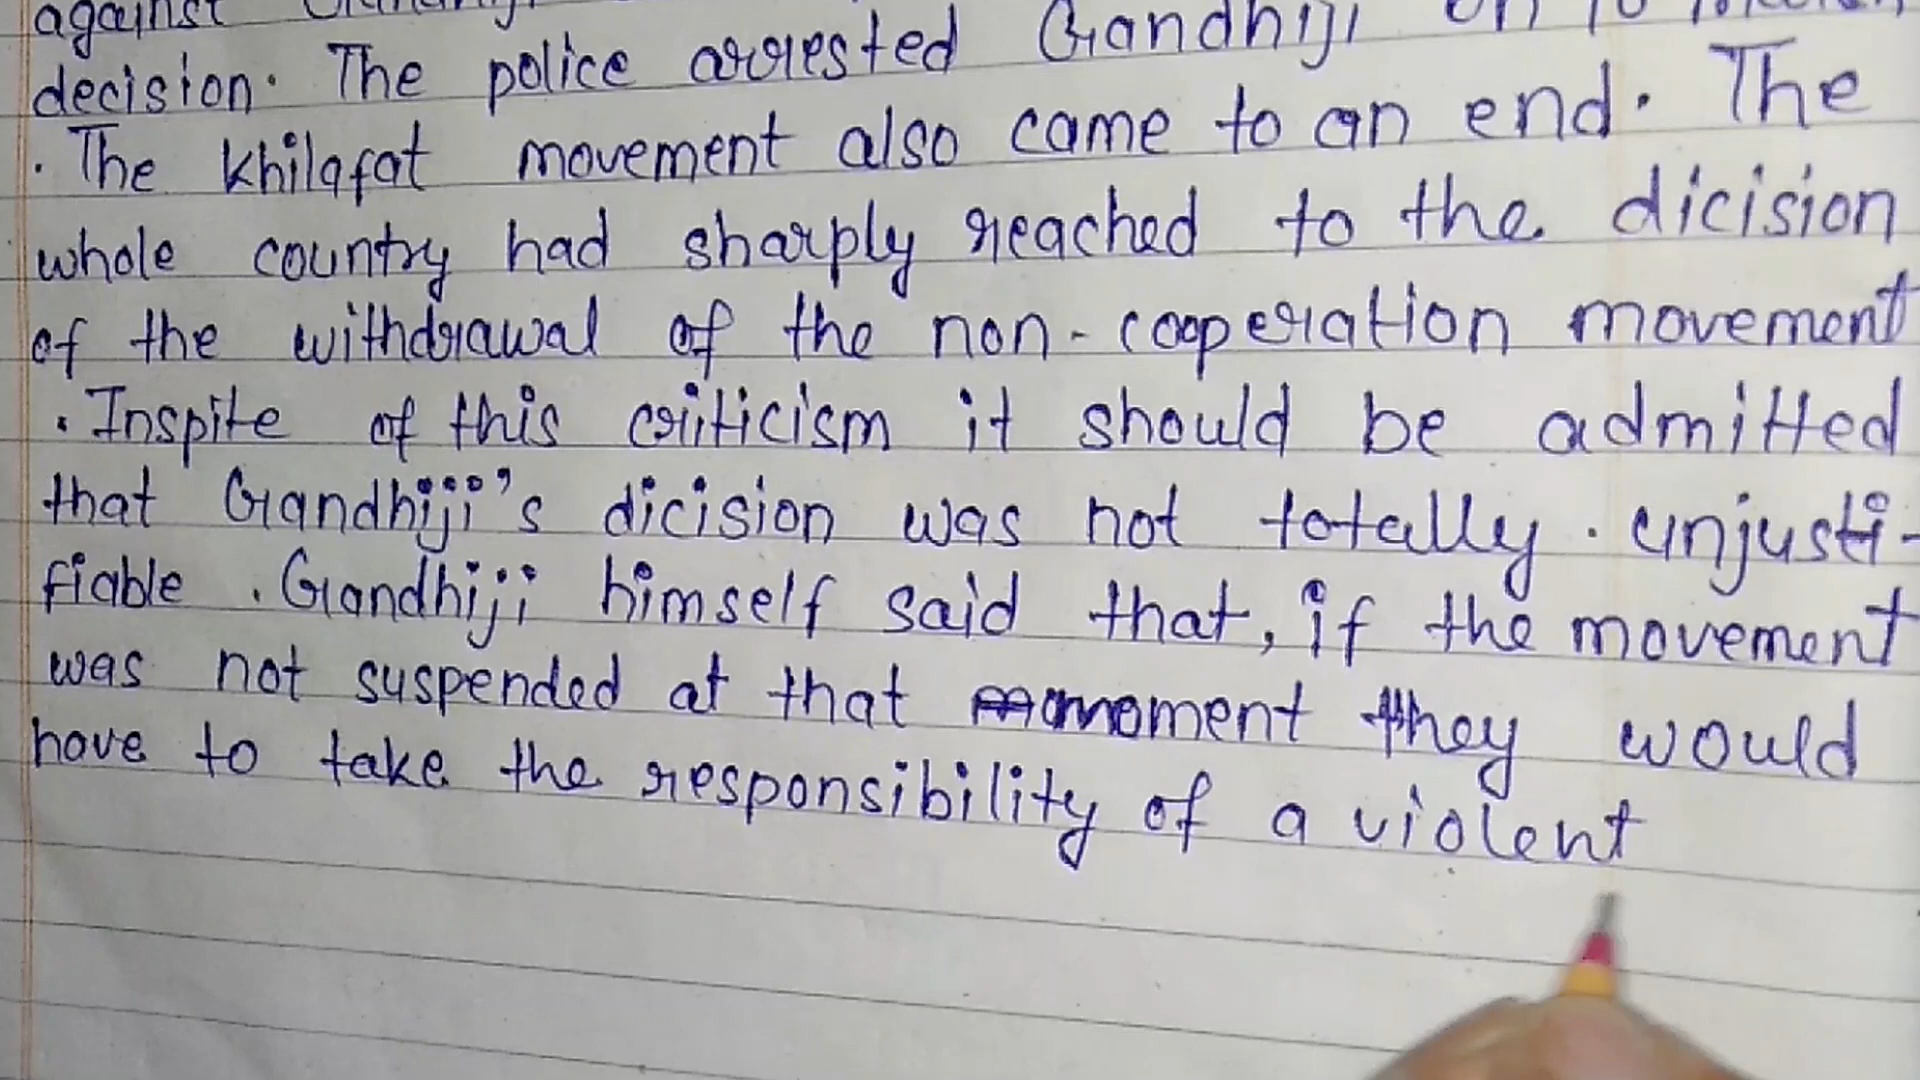 against
decision. The police arrested Gandhiji on 10
. The Khilafat movement also came to an end. The
whole country had sharply reached to the dicision
of the withdrawal of the non-cooperation movement
. Inspite of this criticism it should be admitted
that Gandhiji's dicision was not totally . unjusti-
fiable . Gandhiji himself said that, if the movement
was not suspended at that moment they would
have to take the responsibility of a violent